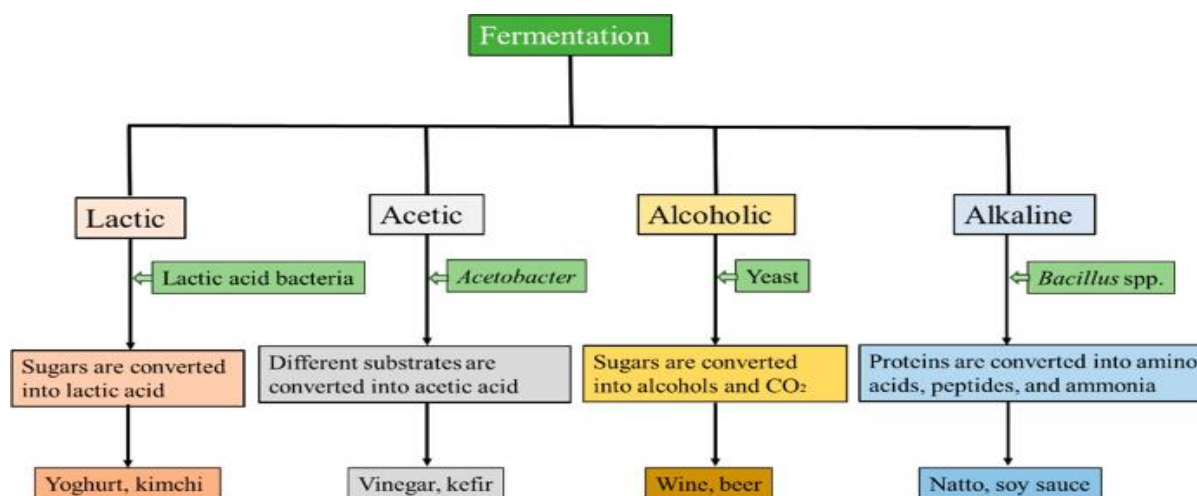 Fermentation
Lactic
Acetic
Alcoholic
Alkaline
Lactic acid bacteria
Acetobacter
Yeast
Bacillus spp.
Sugars are converted
into lactic acid
Different substrates are
converted into acetic acid
Sugars are converted
into alcohols and CO₂
Proteins are converted into amino
acids, peptides, and ammonia
Yoghurt, kimchi
Vinegar, kefir
Wine, beer
Natto, soy sauce